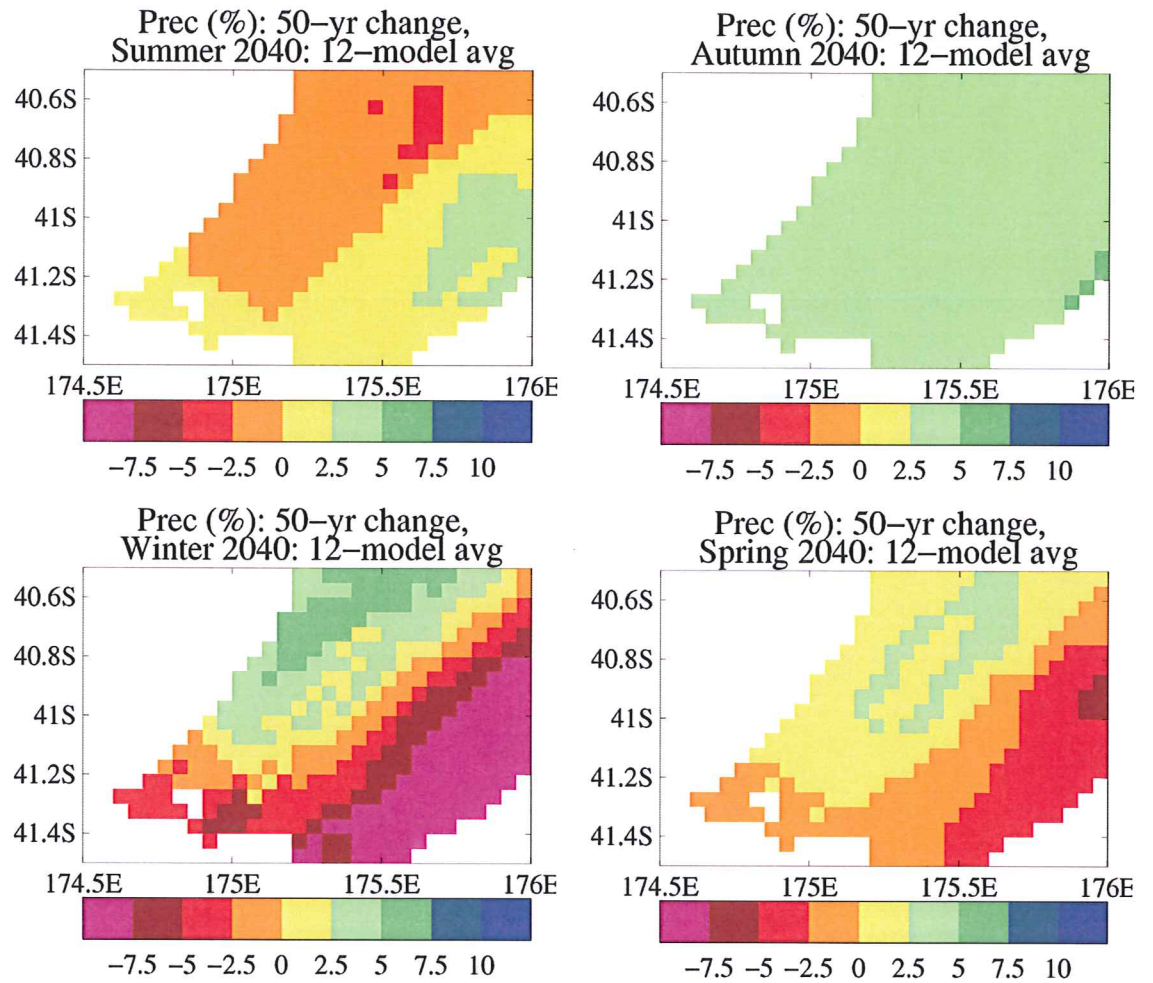 Prec (%): 50−yr change,
Summer 2040: 12−model avg
40.6S
40.8S
41S
41.2S
41.4S
174.5E 175E 175.5E 176E
−7.5 −5 −2.5 0 2.5 5 7.5 10
Prec (%): 50−yr change,
Autumn 2040: 12−model avg
40.6S
40.8S
41S
41.2S
41.4S
174.5E 175E 175.5E 176E
−7.5 −5 −2.5 0 2.5 5 7.5 10
Prec (%): 50−yr change,
Winter 2040: 12−model avg
40.6S
40.8S
41S
41.2S
41.4S
174.5E 175E 175.5E 176E
−7.5 −5 −2.5 0 2.5 5 7.5 10
Prec (%): 50−yr change,
Spring 2040: 12−model avg
40.6S
40.8S
41S
41.2S
41.4S
174.5E 175E 175.5E 176E
−7.5 −5 −2.5 0 2.5 5 7.5 10